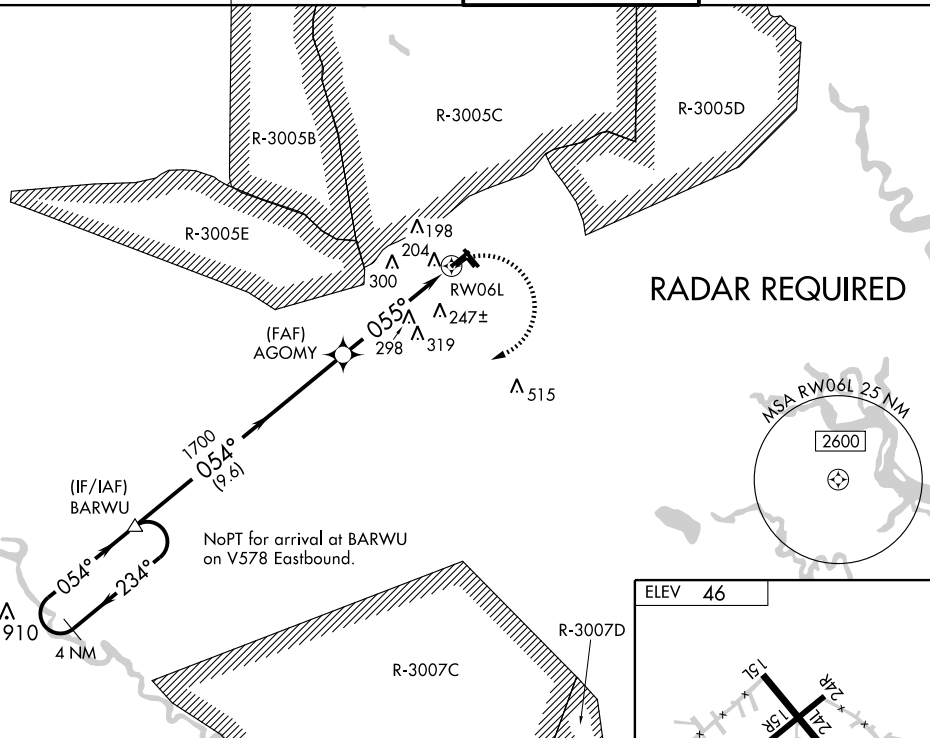 R-3005B
R-3005C
R-3005D
R-3005E
198
204
300
RW06L
RADAR REQUIRED
055°
247±
(FAF)
AGOMY
298
319
515
MSA RW06L 25 NM
2600
1700
054°
(9.6)
(IF/IAF)
BARWU
NoPT for arrival at BARWU
on V578 Eastbound.
054°
234°
910
4 NM
ELEV 46
R-3007D
R-3007C
15L
24R
15R
24L